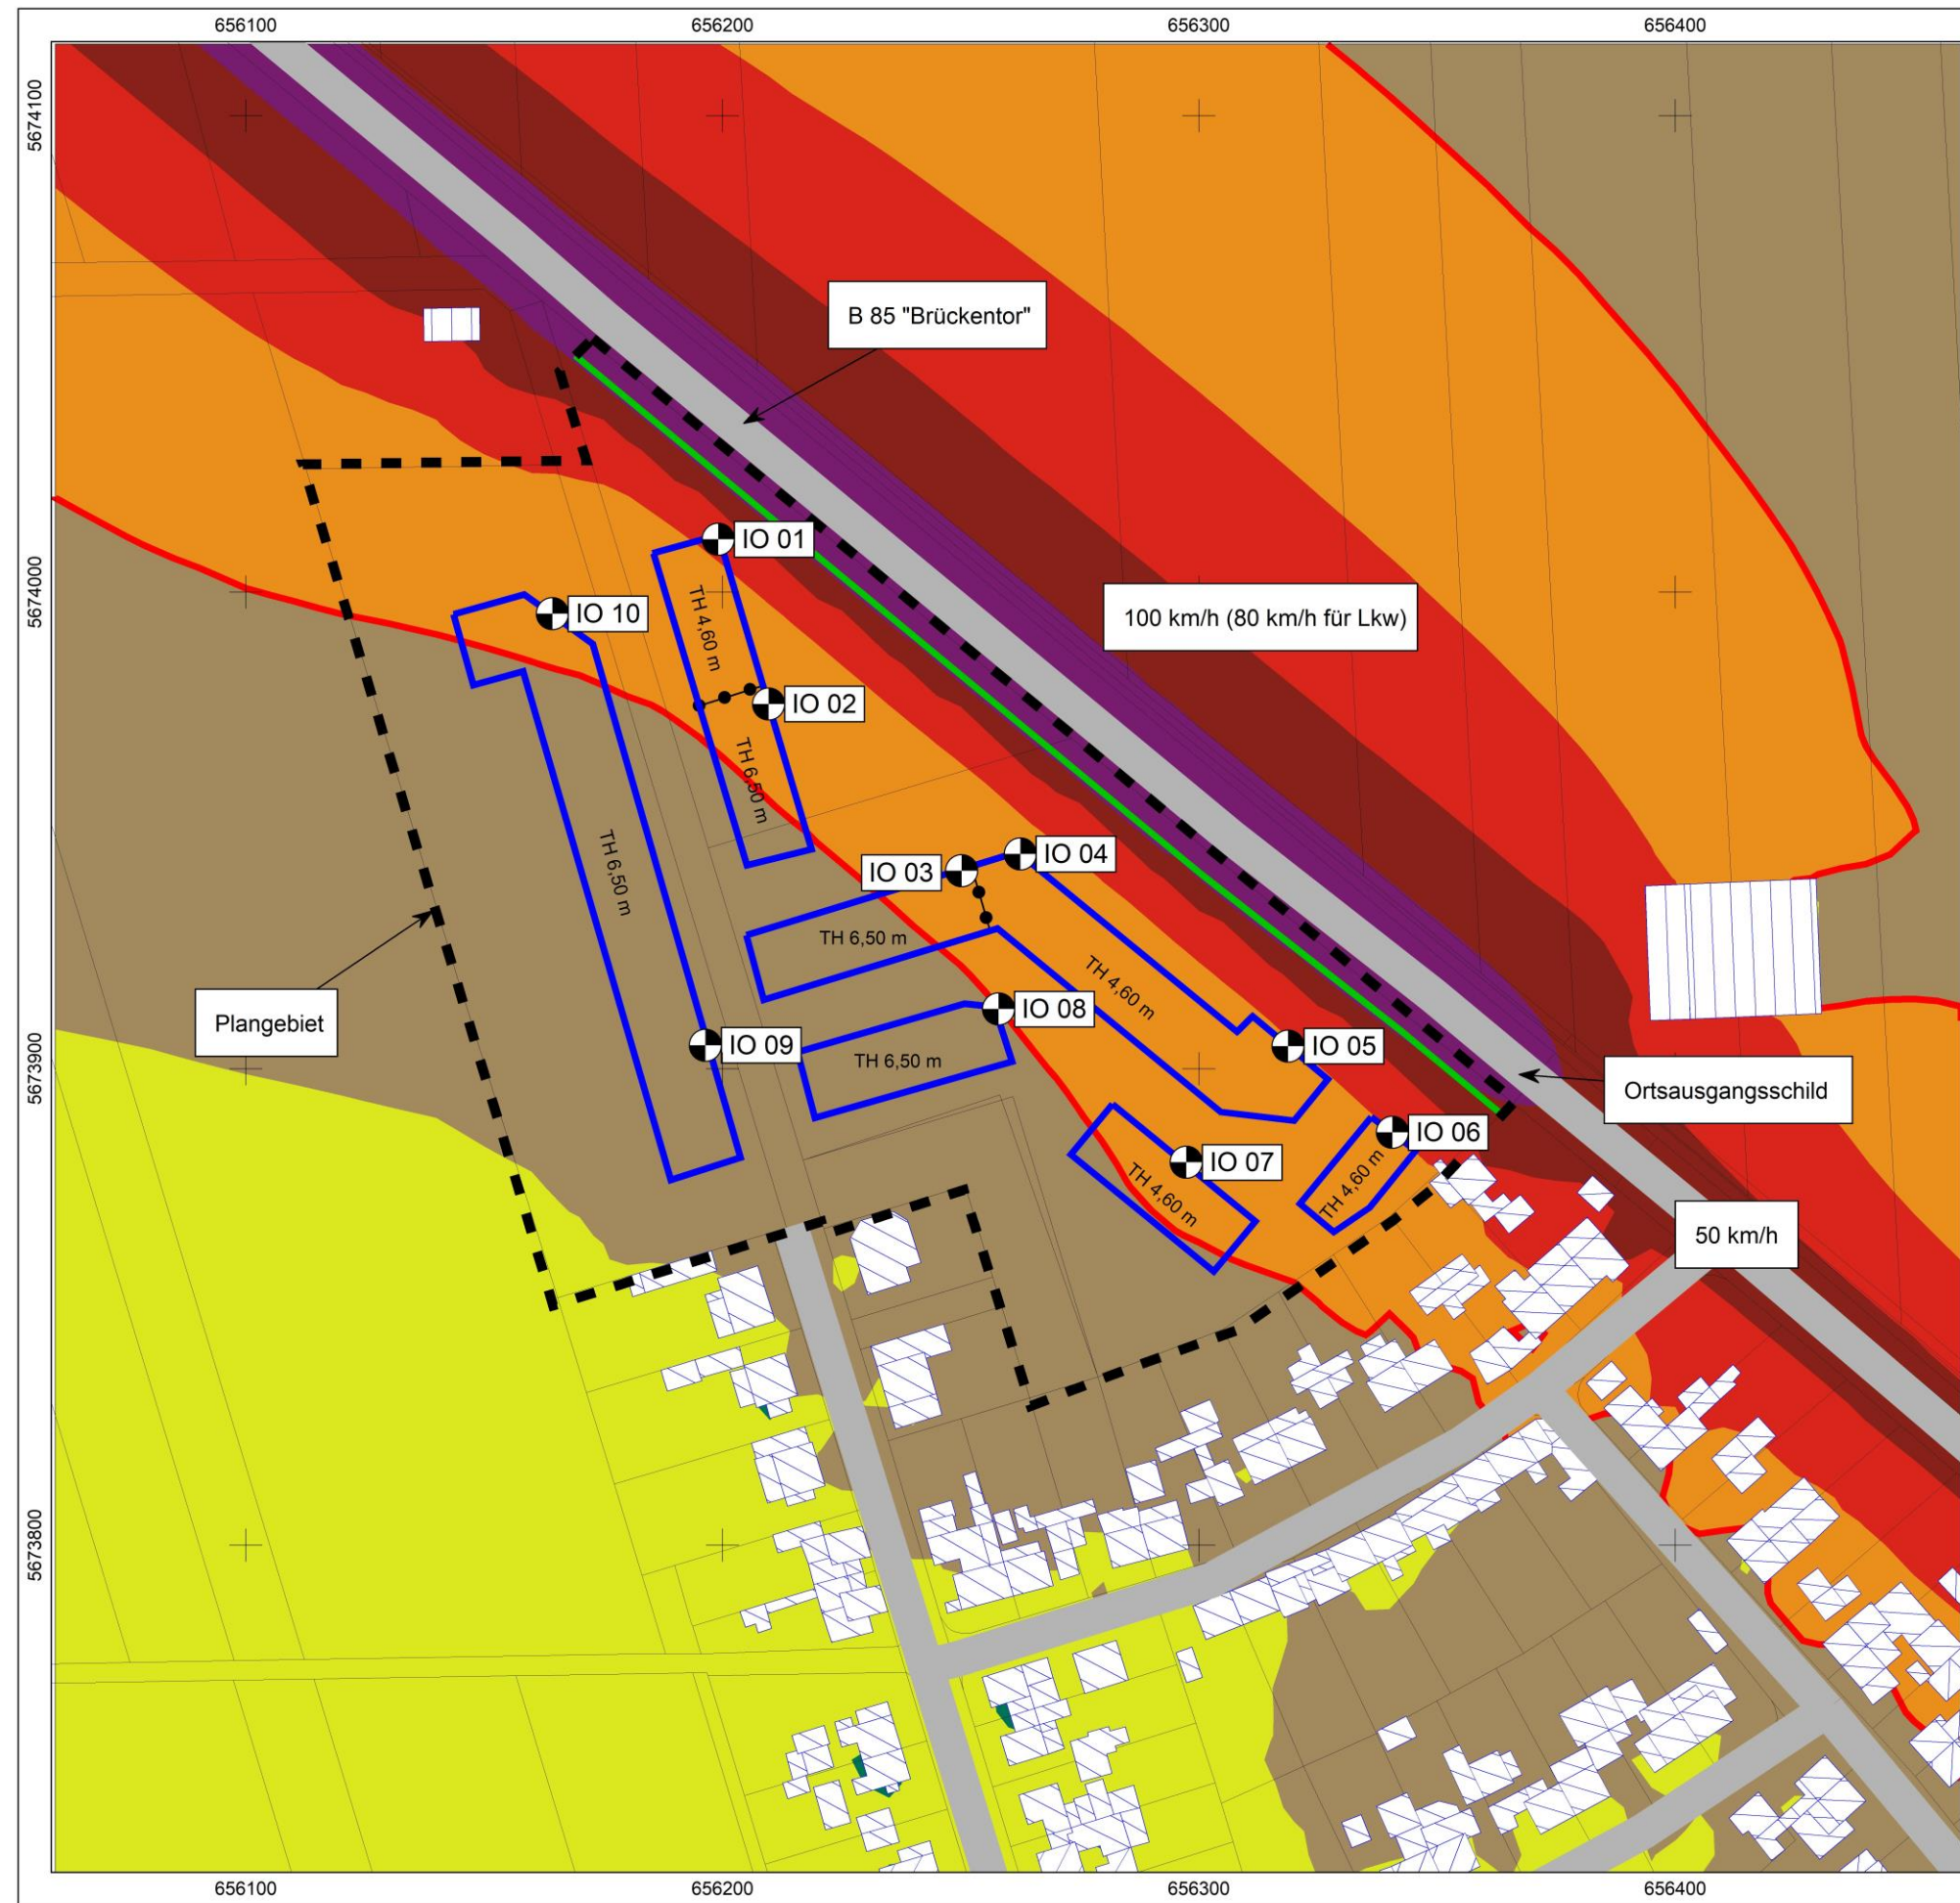 656100
656200
656300
656400
5674100
B 85 "Brückentor"
IO 01
5674000
TH 4,60 m
IO 10
100 km/h (80 km/h für Lkw)
IO 02
TH 6,50 m
TH 6,50 m
IO 04
IO 03
TH 6,50 m
TH 4,60 m
IO 08
Plangebiet
IO 09
TH 6,50 m
IO 05
5673900
Ortsausgangsschild
IO 06
IO 07
TH 4,60 m
TH 4,60 m
50 km/h
5673800
656100
656200
656300
656400